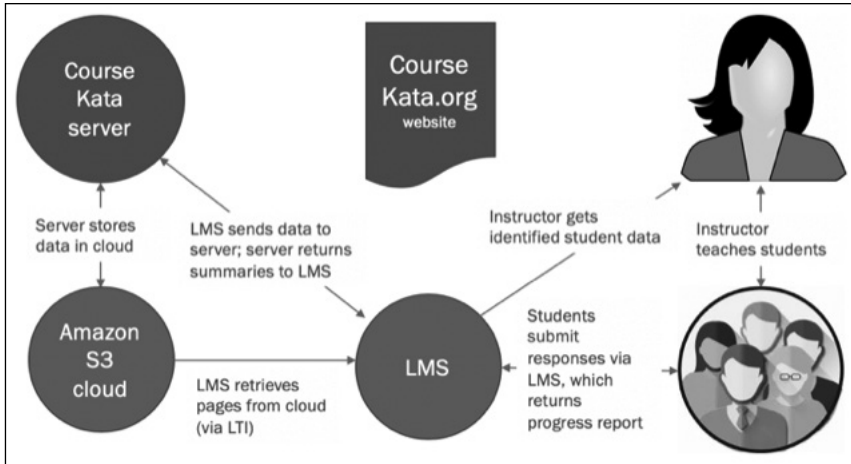 Course
Kata
server
Course
Kata.org
website
Server stores
data in cloud
LMS sends data to
server; server returns
summaries to LMS
Instructor gets
identified student data
Instructor
teaches students
Amazon
S3
cloud
LMS retrieves
pages from cloud
(via LTI)
LMS
Students
submit
responses via
LMS, which
returns
progress report